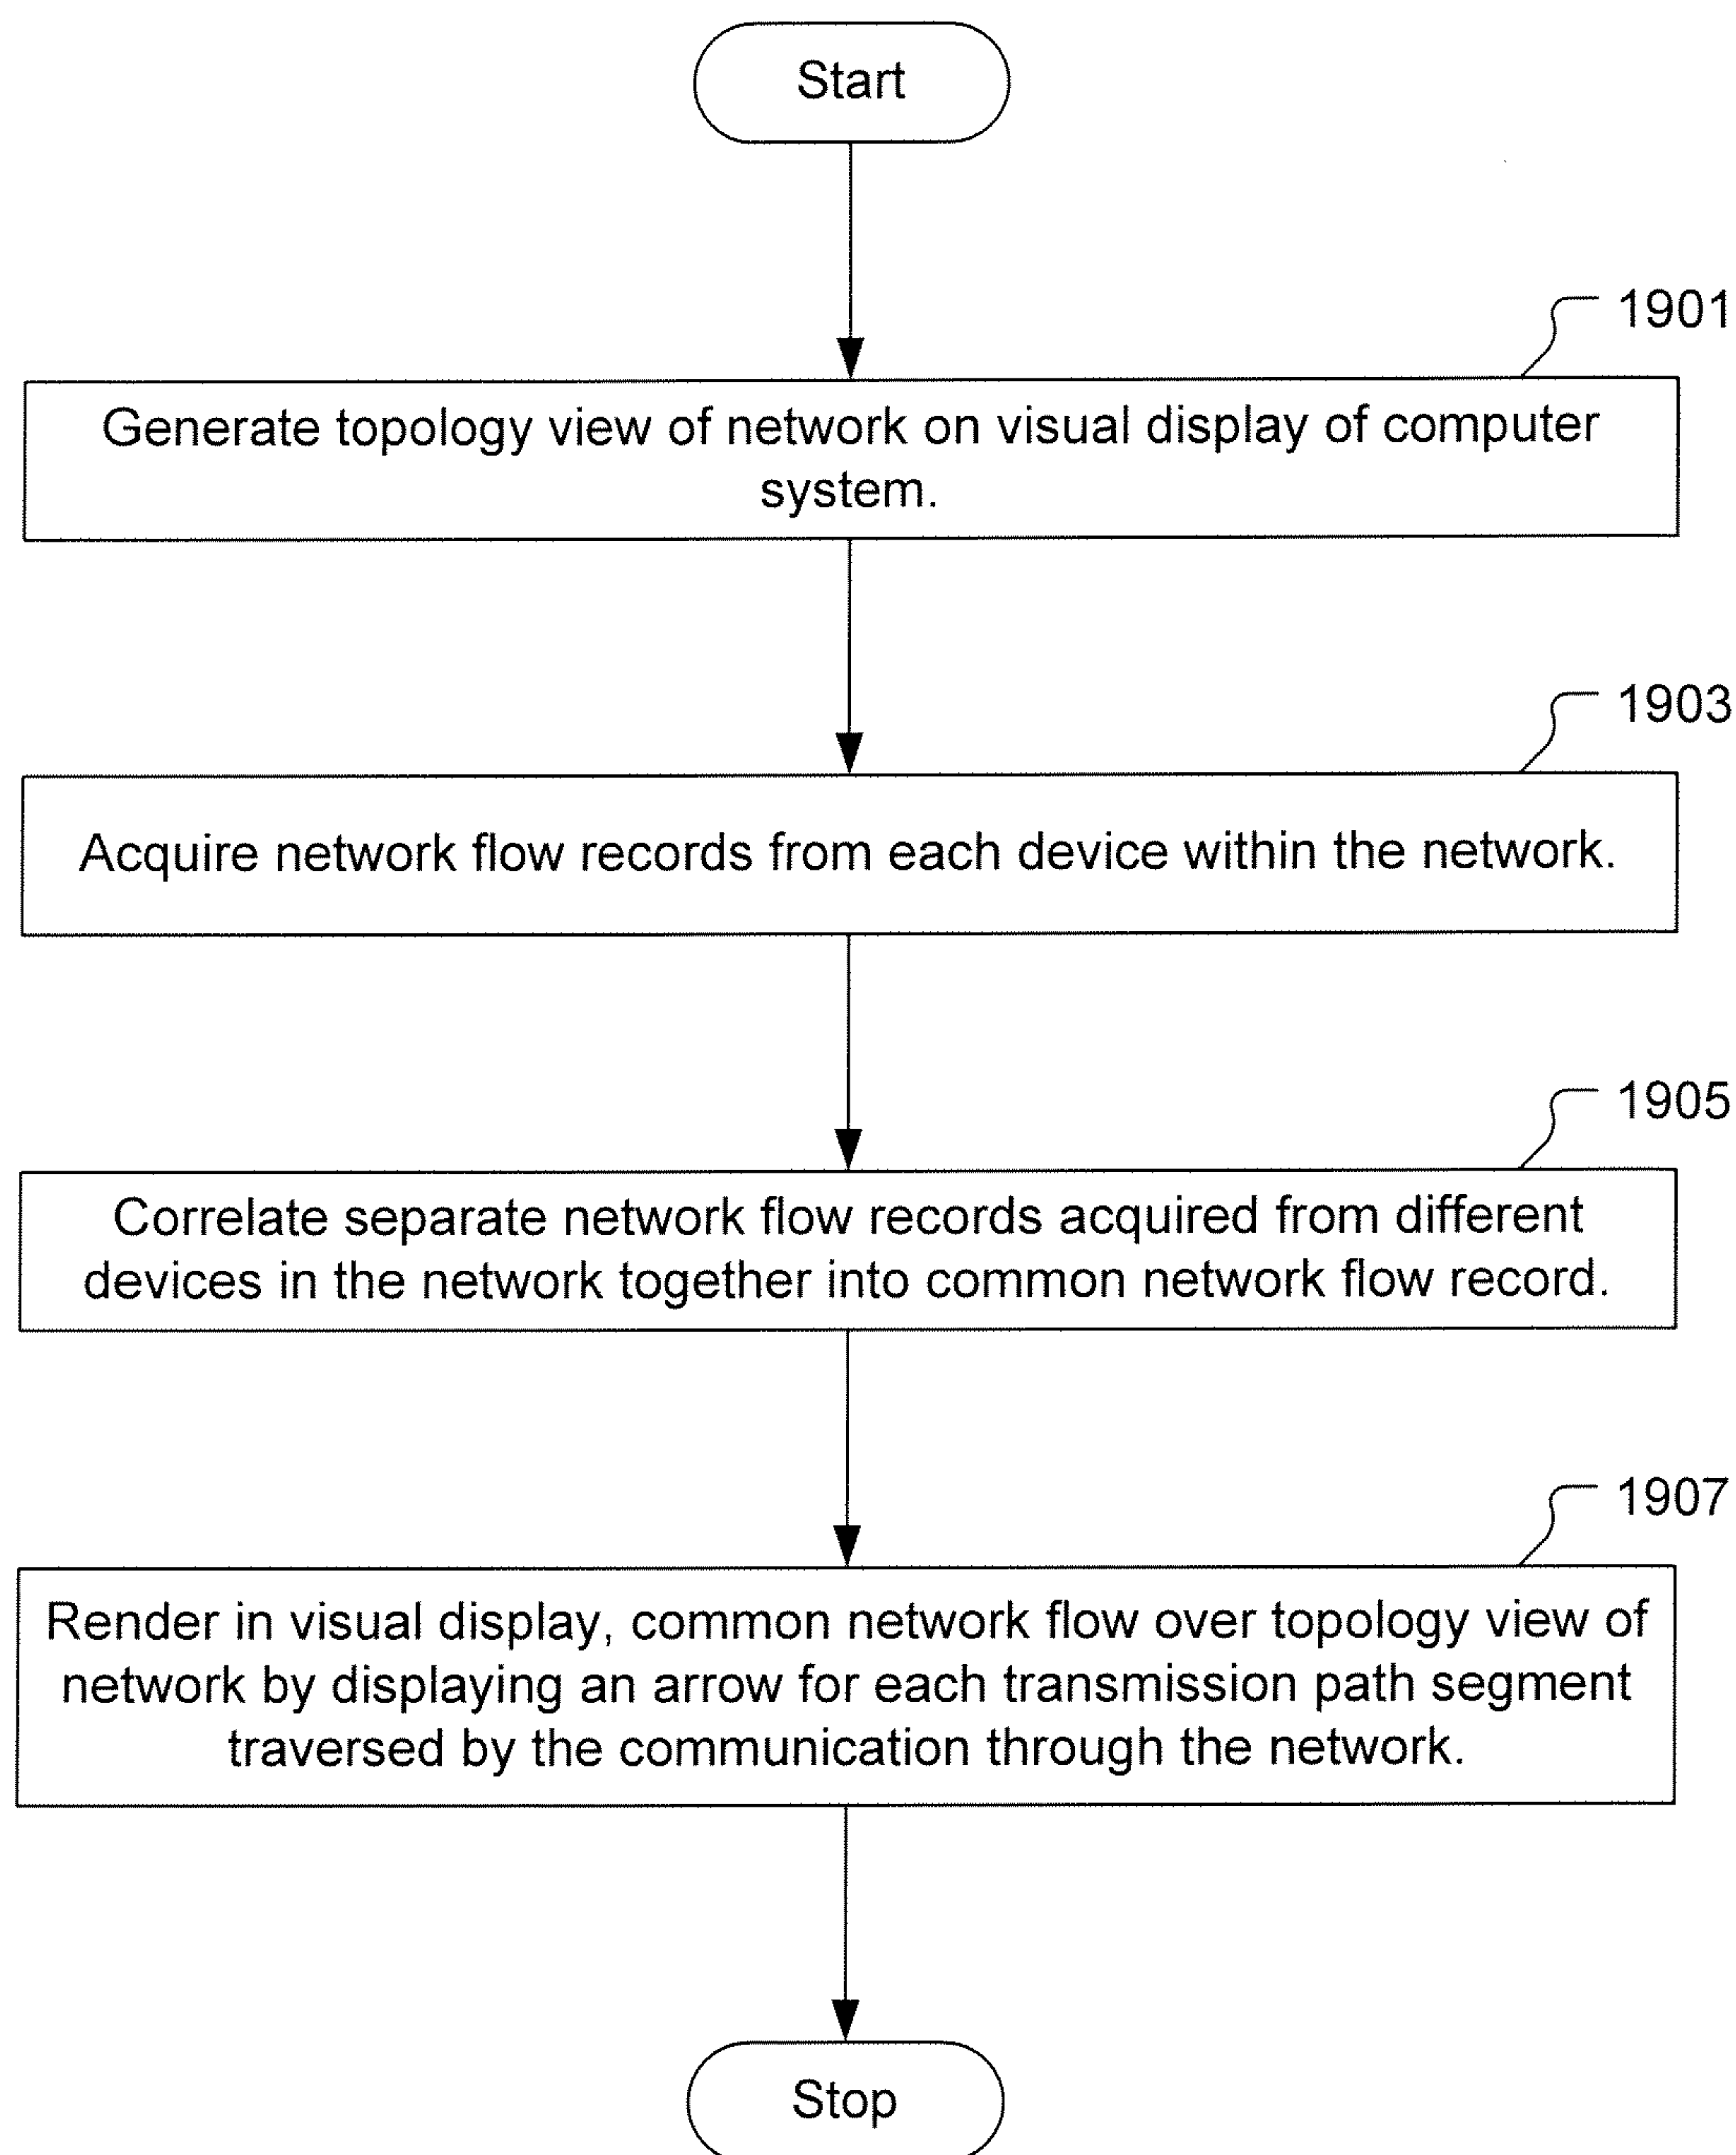 Start
1901
Generate topology view of network on visual display of computer
system.
1903
Acquire network flow records from each device within the network.
1905
Correlate separate network flow records acquired from different
devices in the network together into common network flow record.
1907
Render in visual display, common network flow over topology view of
network by displaying an arrow for each transmission path segment
traversed by the communication through the network.
Stop